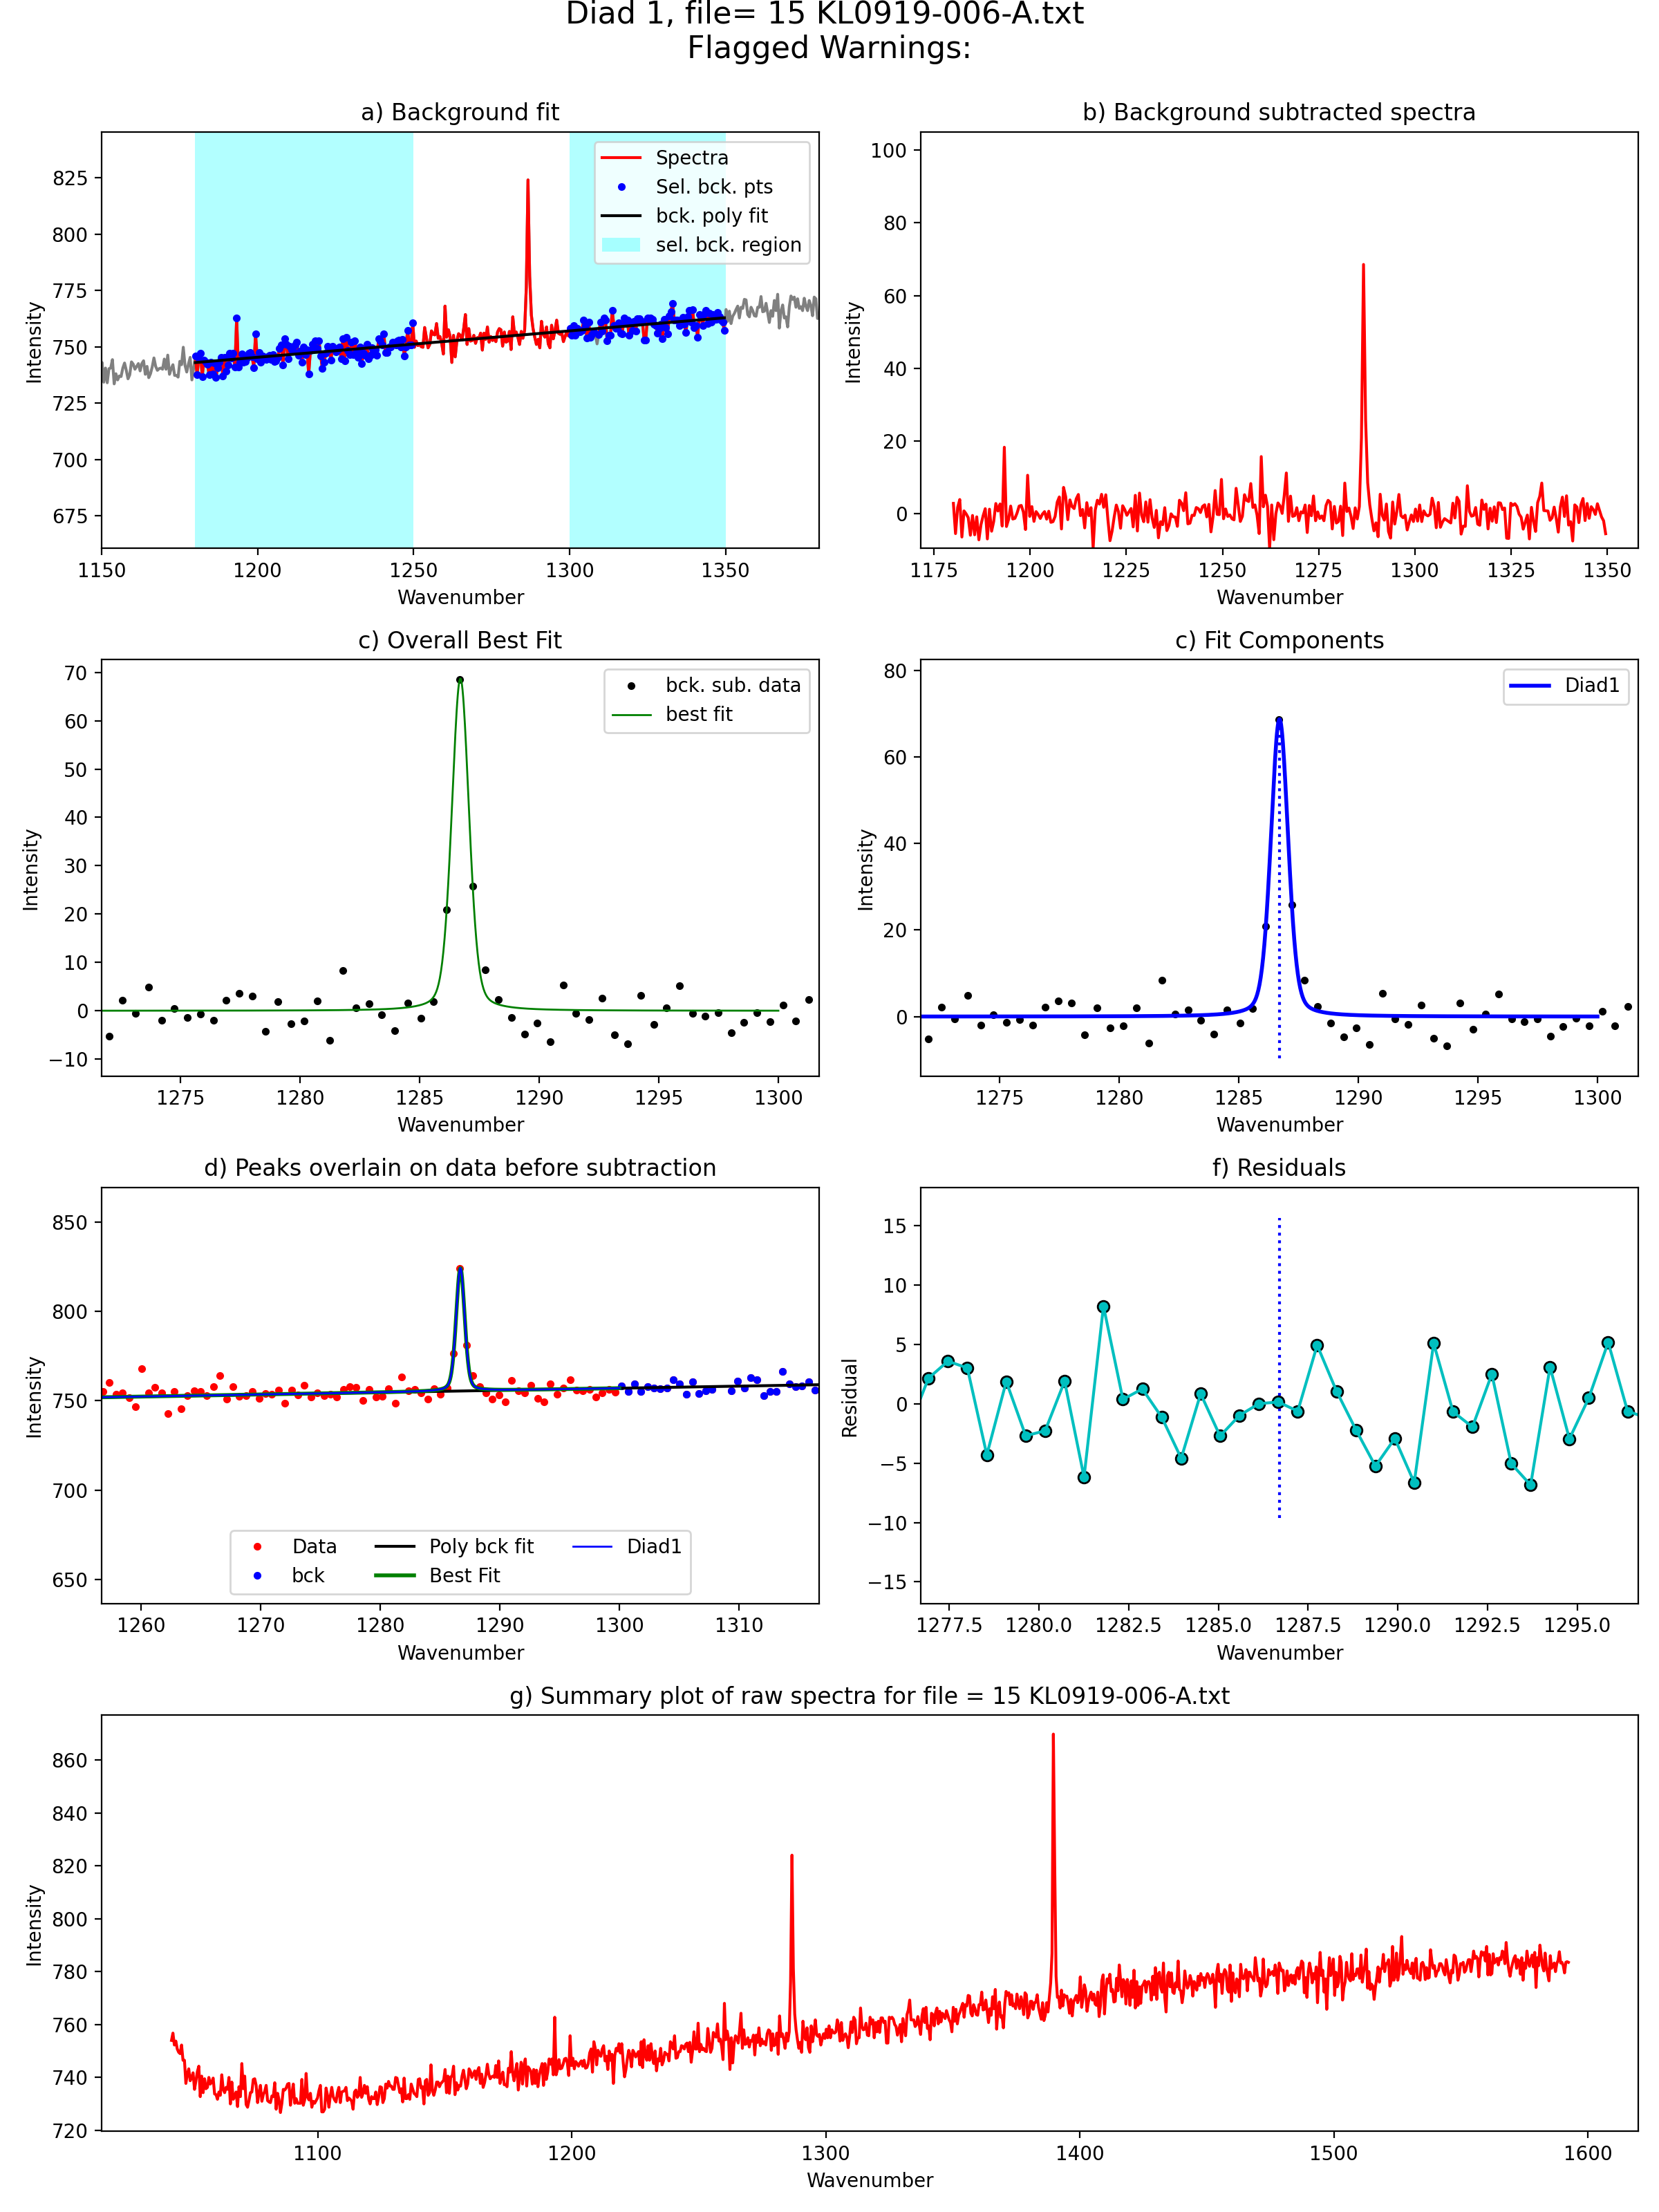 Diad 1, file= 15 KL0919-006-A.txt
Flagged Warnings:
a) Background fit
825
800
775
750
725
700
675
Intensity
Spectra
Sel. bck. pts
bck. poly fit
sel. bck. region
1150 1200 1250 1300 1350
Wavenumber
b) Background subtracted spectra
100
80
60
40
20
0
Intensity
1175 1200 1225 1250 1275 1300 1325 1350
Wavenumber
c) Overall Best Fit
70
60
50
40
30
20
10
0
−10
Intensity
bck. sub. data
best fit
1275 1280 1285 1290 1295 1300
Wavenumber
c) Fit Components
80
60
40
20
0
Intensity
Diad1
1275 1280 1285 1290 1295 1300
Wavenumber
d) Peaks overlain on data before subtraction
850
800
750
700
650
Intensity
Data Poly bck fit Diad1
bck Best Fit
1260 1270 1280 1290 1300 1310
Wavenumber
f) Residuals
15
10
5
0
−5
−10
−15
Residual
1277.5 1280.0 1282.5 1285.0 1287.5 1290.0 1292.5 1295.0
Wavenumber
g) Summary plot of raw spectra for file = 15 KL0919-006-A.txt
860
840
820
800
780
760
740
720
Intensity
1100 1200 1300 1400 1500 1600
Wavenumber